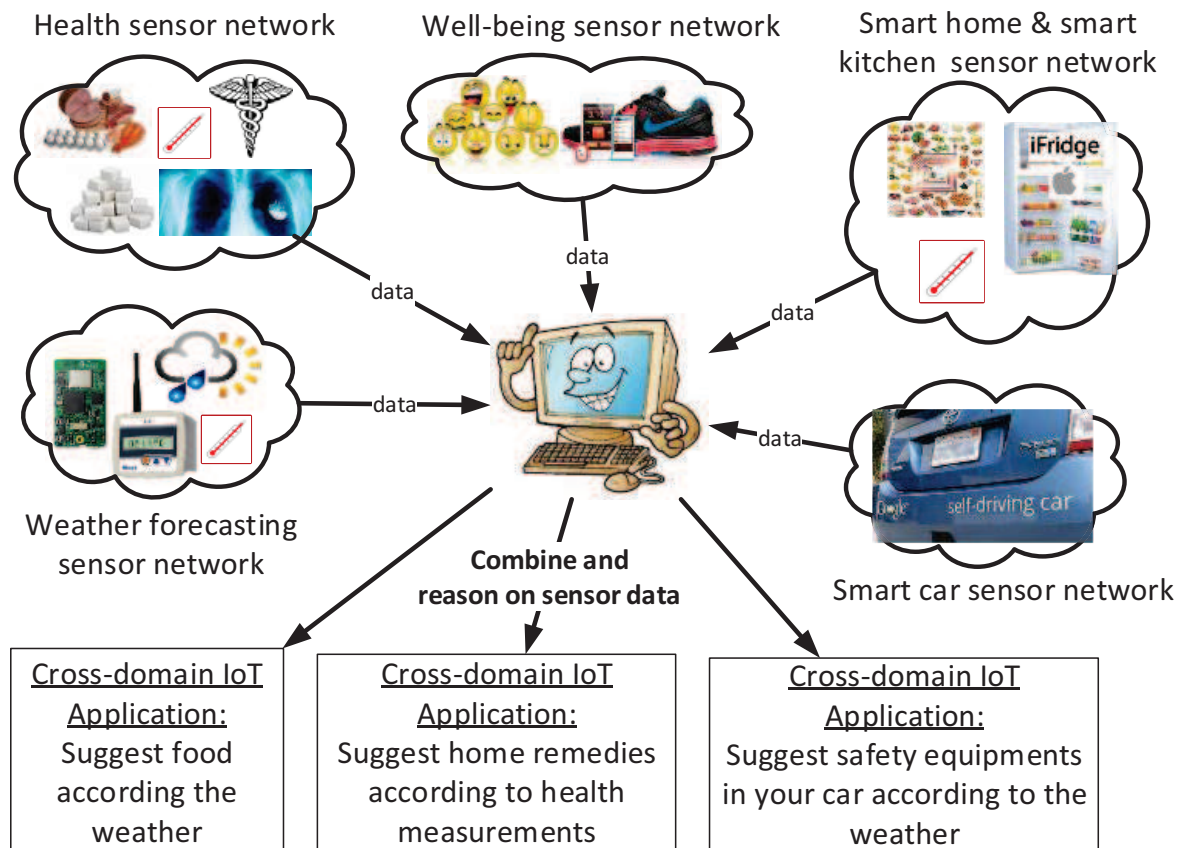 Health sensor network
Well-being sensor network
Smart home & smart
kitchen sensor network
iFridge
data
data
data
data
data
self-driving car
Weather forecasting
sensor network
Smart car sensor network
Combine and
reason on sensor data
Cross-domain IoT
Application:
Suggest food
according the
weather
Cross-domain IoT
Application:
Suggest home remedies
according to health
measurements
Cross-domain IoT
Application:
Suggest safety equipments
in your car according to the
weather